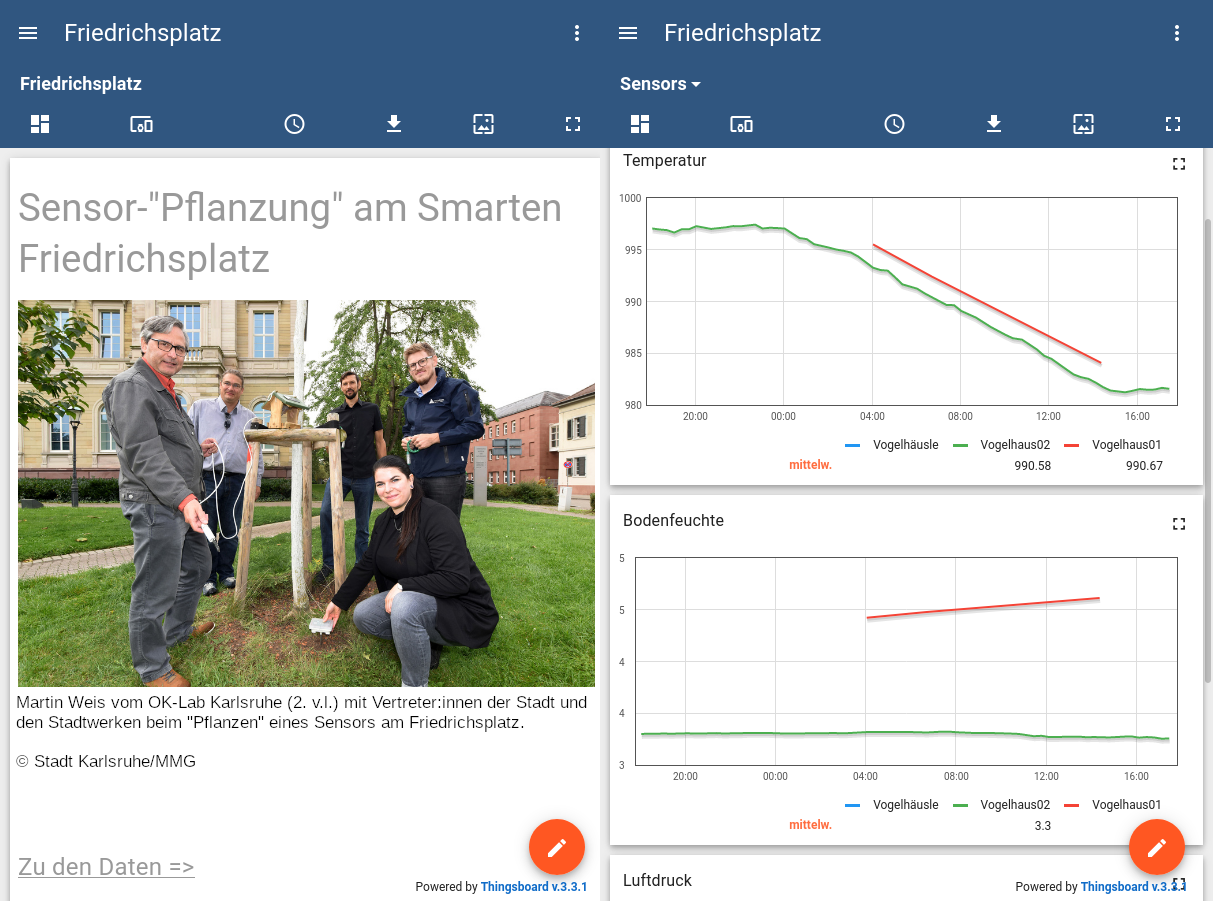 Friedrichsplatz
Friedrichsplatz
Sensor-"Pflanzung" am Smarten
Friedrichsplatz
Martin Weis vom OK-Lab Karlsruhe (2. v.l.) mit Vertreter:innen der Stadt und
den Stadtwerken beim "Pflanzen" eines Sensors am Friedrichsplatz.
© Stadt Karlsruhe/MMG
Zu den Daten =>
Powered by Thingsboard v.3.3.1
Friedrichsplatz
Sensors
Temperatur
1000
995
990
985
980
20:00 00:00 04:00 08:00 12:00 16:00
Vogelhäusle Vogelhaus02 Vogelhaus01
mittelw. 990.58 990.67
Bodenfeuchte
5
5
4
4
3
20:00 00:00 04:00 08:00 12:00 16:00
Vogelhäusle Vogelhaus02 Vogelhaus01
mittelw. 3.3
Luftdruck
Powered by Thingsboard v.3.3.1